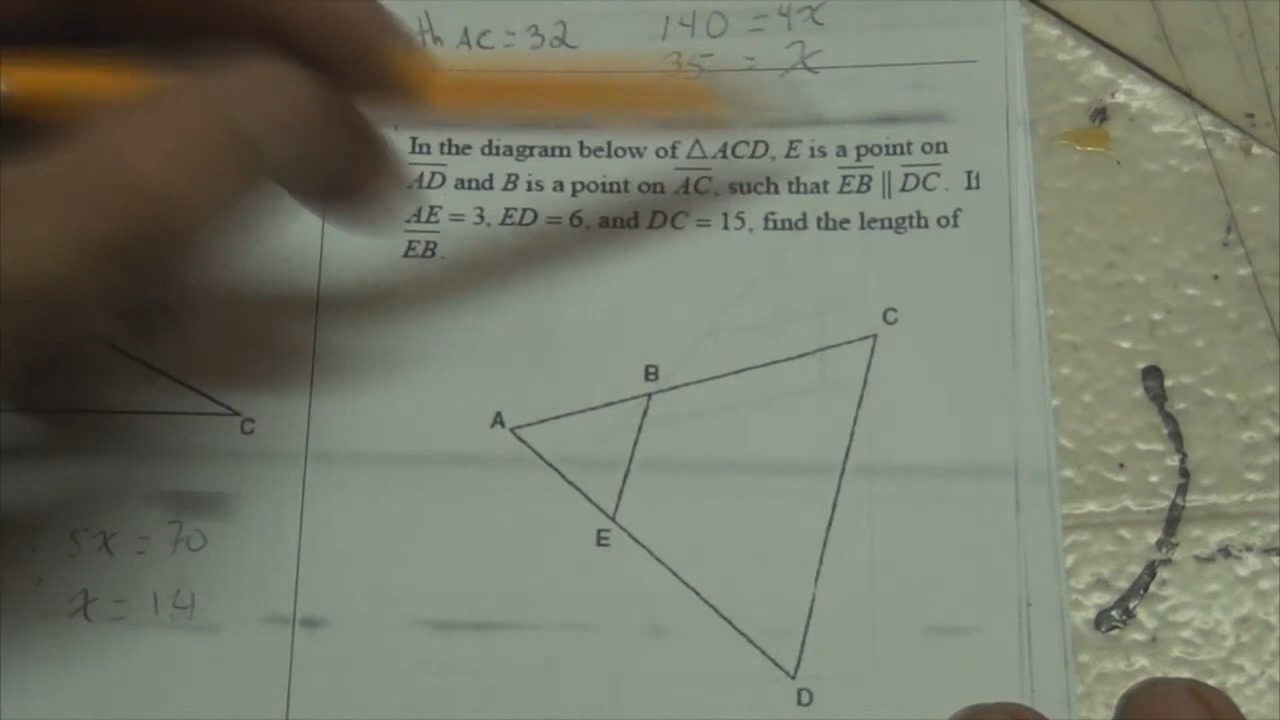 th AC = 32
140 = 4x
35 = x
In the diagram below of △ACD, E is a point on
AD and B is a point on AC, such that EB || DC. If
AE = 3, ED = 6, and DC = 15, find the length of
EB.
C
B
A
C
E
5x = 70
x = 14
D